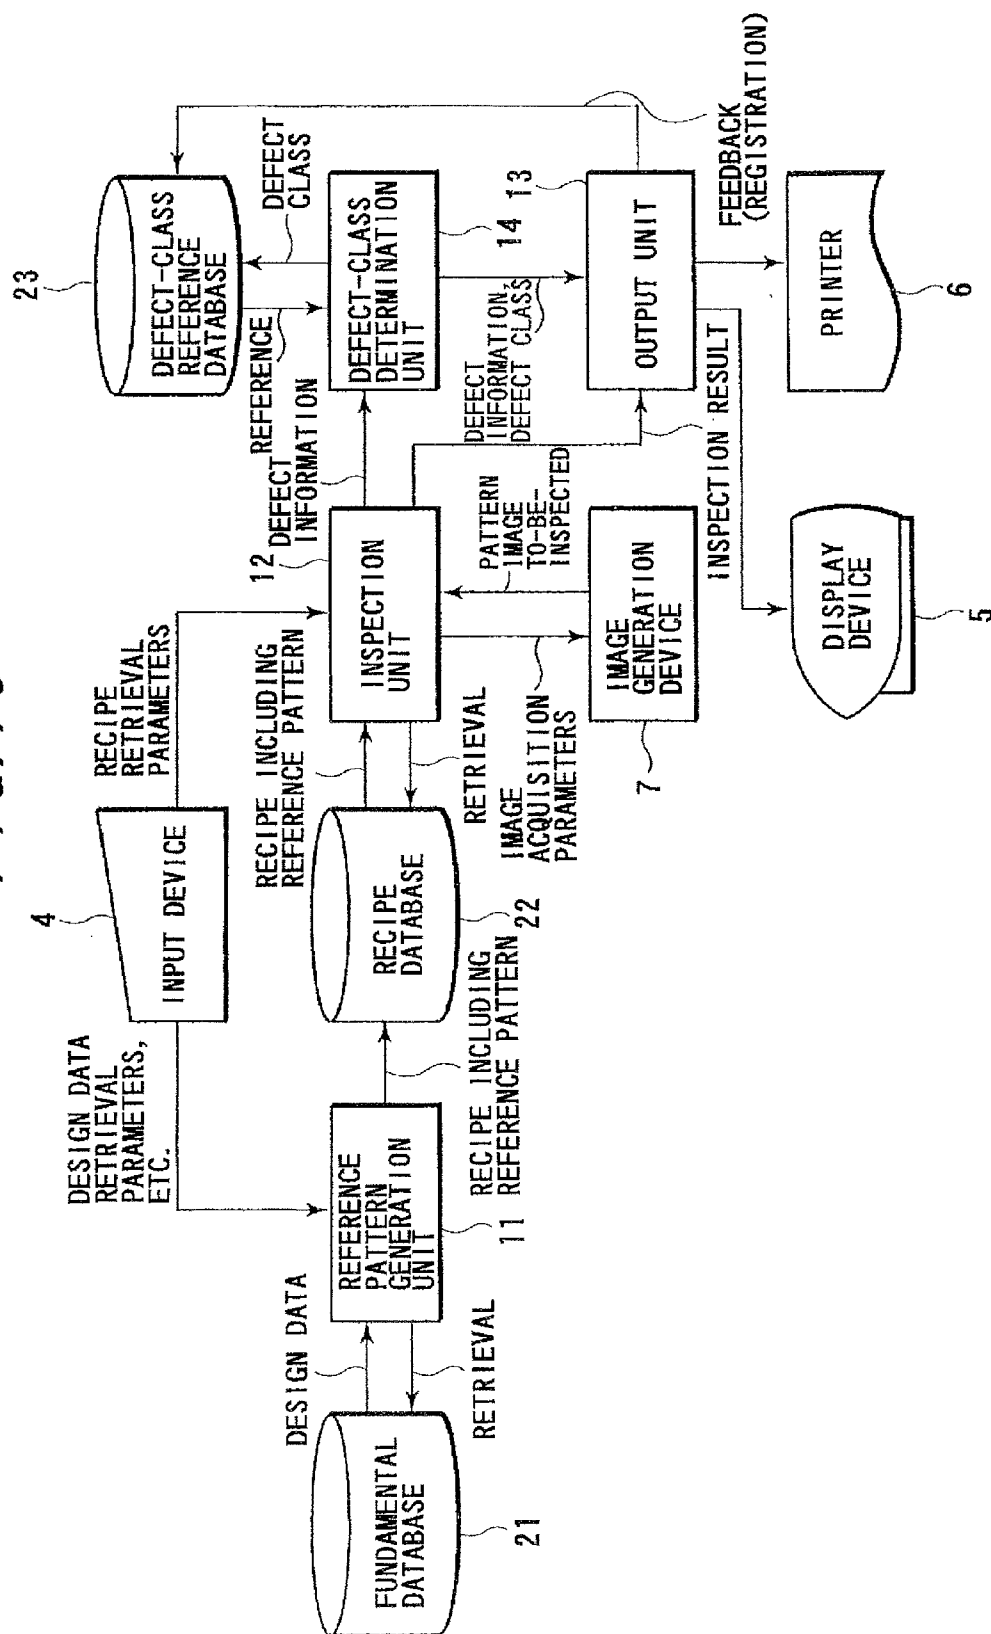 4
INPUT DEVICE
DESIGN DATA
RETRIEVAL
PARAMETERS,
ETC.
RECIPE
RETRIEVAL
PARAMETERS
FUNDAMENTAL
DATABASE
21
DESIGN DATA
RETRIEVAL
REFERENCE
PATTERN
GENERATION
UNIT
11
RECIPE INCLUDING
REFERENCE PATTERN
RECIPE
DATABASE
22
RECIPE INCLUDING
REFERENCE PATTERN
RETRIEVAL
12
INSPECTION
UNIT
IMAGE
ACQUISITION
PARAMETERS
PATTERN
IMAGE
TO-BE-
INSPECTED
IMAGE
GENERATION
DEVICE
7
DEFECT
INFORMATION
23
DEFECT-CLASS
REFERENCE
DATABASE
REFERENCE
DEFECT
CLASS
DEFECT-CLASS
DETERMINATION
UNIT
14
DEFECT
INFORMATION,
DEFECT CLASS
13
OUTPUT UNIT
INSPECTION RESULT
FEEDBACK
(REGISTRATION)
DISPLAY
DEVICE
5
PRINTER
6